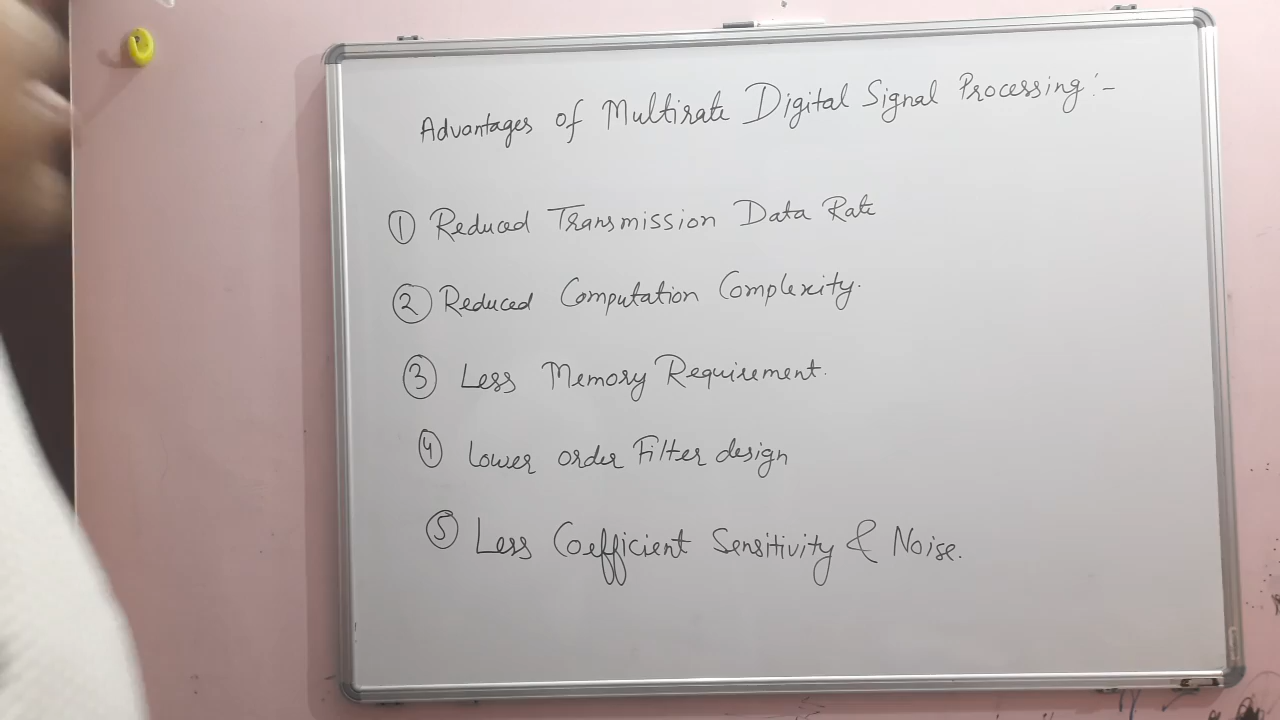 Advantages of Multirate Digital Signal Processing :-
① Reduced Transmission Data Rate
② Reduced Computation Complexity.
③ Less Memory Requirement.
④ Lower order Filter design
⑤ Less Coefficient Sensitivity & Noise.